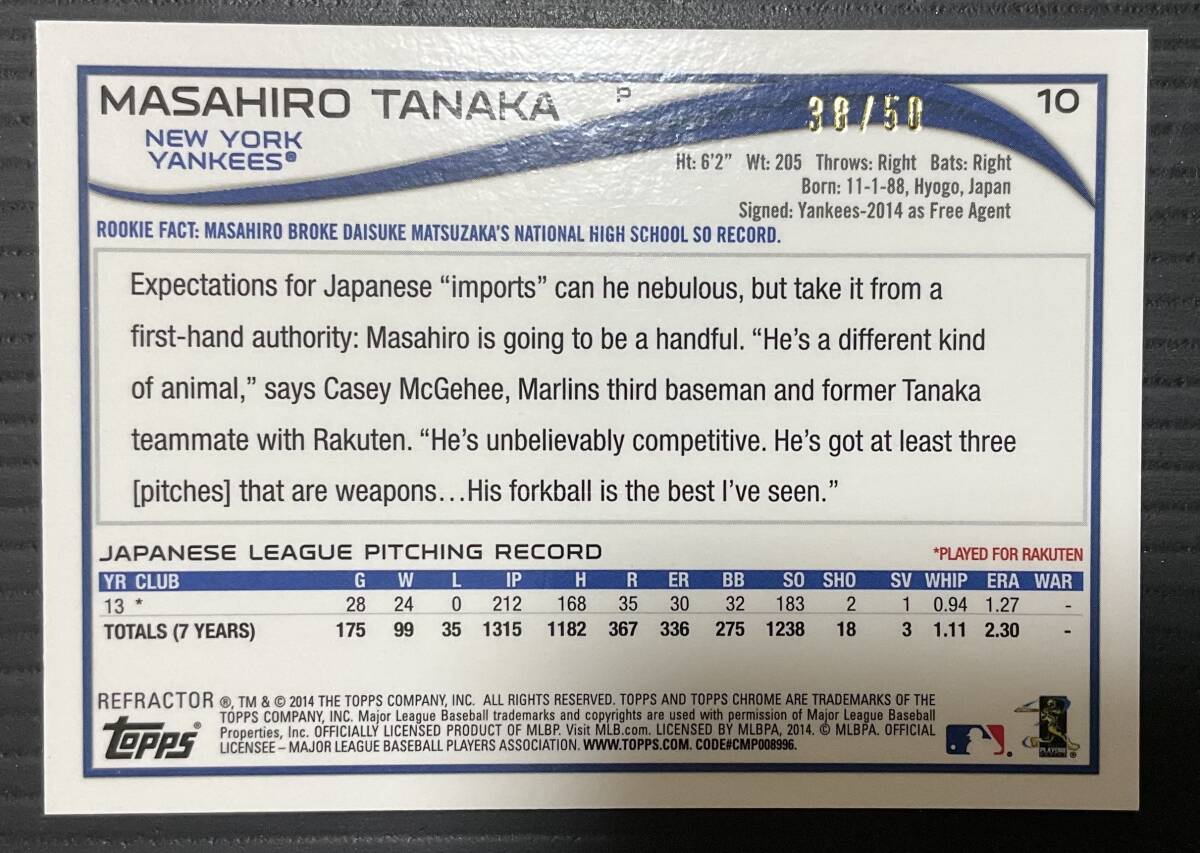 MASAHIRO TANAKA P 38/50 10
NEW YORK
YANKEES®
Ht: 6'2" Wt: 205 Throws: Right Bats: Right
Born: 11-1-88, Hyogo, Japan
Signed: Yankees-2014 as Free Agent
ROOKIE FACT: MASAHIRO BROKE DAISUKE MATSUZAKA'S NATIONAL HIGH SCHOOL SO RECORD.
Expectations for Japanese “imports” can he nebulous, but take it from a
first-hand authority: Masahiro is going to be a handful. “He's a different kind
of animal,” says Casey McGehee, Marlins third baseman and former Tanaka
teammate with Rakuten. “He's unbelievably competitive. He's got at least three
[pitches] that are weapons…His forkball is the best I've seen.”
JAPANESE LEAGUE PITCHING RECORD *PLAYED FOR RAKUTEN
YR CLUB G W L IP H R ER BB SO SHO SV WHIP ERA WAR
13 * 28 24 0 212 168 35 30 32 183 2 1 0.94 1.27 -
TOTALS (7 YEARS) 175 99 35 1315 1182 367 336 275 1238 18 3 1.11 2.30 -
REFRACTOR ®, TM & © 2014 THE TOPPS COMPANY, INC. ALL RIGHTS RESERVED. TOPPS AND TOPPS CHROME ARE TRADEMARKS OF THE
TOPPS COMPANY, INC. Major League Baseball trademarks and copyrights are used with permission of Major League Baseball
Properties, Inc. OFFICIALLY LICENSED PRODUCT OF MLBP. Visit MLB.com. LICENSED BY MLBPA, 2014. © MLBPA. OFFICIAL
LICENSEE – MAJOR LEAGUE BASEBALL PLAYERS ASSOCIATION. WWW.TOPPS.COM. CODE#CMP008996.
Topps®